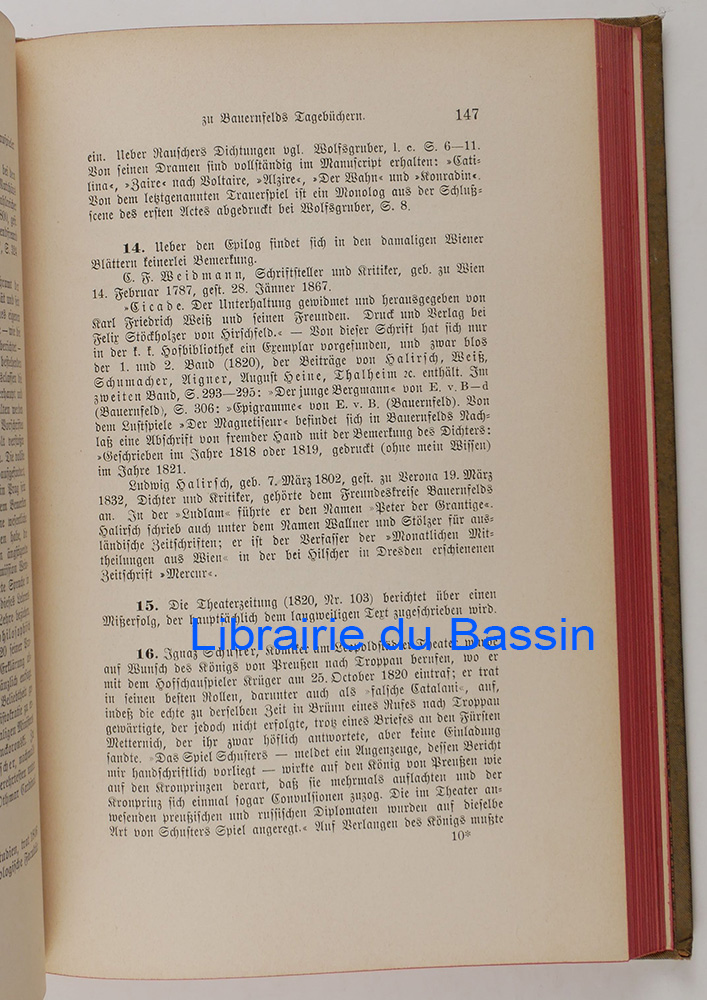 zu Bauernfelds Tagebüchern. 147
ein. Ueber Rauschers Dichtungen vgl. Wolfsgruber, l. c. S. 6—11.
Von seinen Dramen sind vollständig im Manuscript erhalten: »Cati-
lina«, »Zaire« nach Voltaire, »Alzire«, »Der Wahn« und »Konradin«.
Von dem letztgenannten Trauerspiel ist ein Monolog aus der Schluß-
scene des ersten Actes abgedruckt bei Wolfsgruber, S. 8.
14. Ueber den Epilog findet sich in den damaligen Wiener
Blättern keinerlei Bemerkung.
C. F. Weidmann, Schriftsteller und Kritiker, geb. zu Wien
14. Februar 1787, gest. 28. Jänner 1867.
»Cicade. Der Unterhaltung gewidmet und herausgegeben von
Karl Friedrich Weiß und seinen Freunden. Druck und Verlag bei
Felix Stöckholzer von Hirschfeld.« — Von dieser Schrift hat sich nur
in der k. k. Hofbibliothek ein Exemplar vorgefunden, und zwar blos
der 1. und 2. Band (1820), der Beiträge von Halirsch, Weiß,
Schumacher, Aigner, August Heine, Thalheim ꝛc. enthält. Im
zweiten Band, S. 293—295: »Der junge Bergmann« von E. v. B—d
(Bauernfeld), S. 306: »Epigramme« von E. v. B. (Bauernfeld). Von
dem Lustspiele »Der Magnetiseur« befindet sich in Bauernfelds Nach-
laß eine Abschrift von fremder Hand mit der Bemerkung des Dichters:
»Geschrieben im Jahre 1818 oder 1819, gedruckt (ohne mein Wissen)
im Jahre 1821.
Ludwig Halirsch, geb. 7. März 1802, gest. zu Verona 19. März
1832, Dichter und Kritiker, gehörte dem Freundeskreise Bauernfelds
an. In der »Ludlam« führte er den Namen »Peter der Grantige«.
Halirsch schrieb auch unter dem Namen Wallner und Stölzer für aus-
ländische Zeitschriften; er ist der Verfasser der »Monatlichen Mit-
theilungen aus Wien« in der bei Hilscher in Dresden erschienenen
Zeitschrift »Mercur«.
15. Die Theaterzeitung (1820, Nr. 103) berichtet über einen
Mißerfolg, der hauptsächlich dem langweiligen Text zugeschrieben wird.
Librairie du Bassin
16. Ignaz Schuster, Komiker am Leopoldstädter Theater, wurde
auf Wunsch des Königs von Preußen nach Troppau berufen, wo er
mit dem Hofschauspieler Krüger am 25. October 1820 eintraf; er trat
in seinen besten Rollen, darunter auch als »falsche Catalani«, auf,
indeß die echte zu derselben Zeit in Brünn eines Rufes nach Troppau
gewärtigte, der jedoch nicht erfolgte, trotz eines Briefes an den Fürsten
Metternich, der ihr zwar höflich antwortete, aber keine Einladung
sandte. »Das Spiel Schusters — meldet ein Augenzeuge, dessen Bericht
mir handschriftlich vorliegt — wirkte auf den König von Preußen wie
auf den Kronprinzen derart, daß sie mehrmals auflachten und der
Kronprinz sich einmal sogar Convulsionen zuzog. Die im Theater an-
wesenden preußischen und russischen Diplomaten wurden auf dieselbe
Art von Schusters Spiel angeregt.« Auf Verlangen des Königs mußte
10*